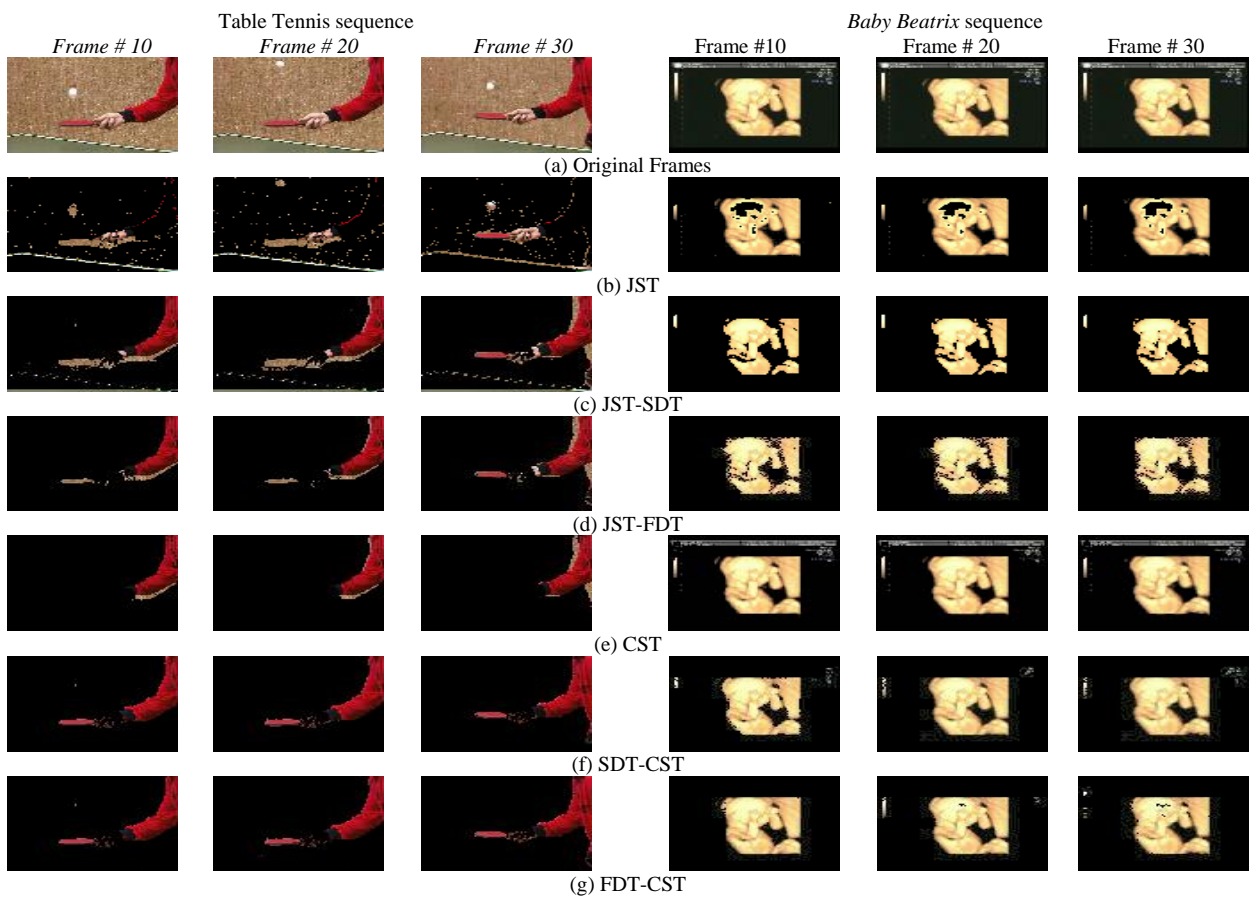 Table Tennis sequence Baby Beatrix sequence
Frame # 10 Frame # 20 Frame # 30 Frame #10 Frame # 20 Frame # 30
(a) Original Frames
(b) JST
(c) JST-SDT
(d) JST-FDT
(e) CST
(f) SDT-CST
(g) FDT-CST